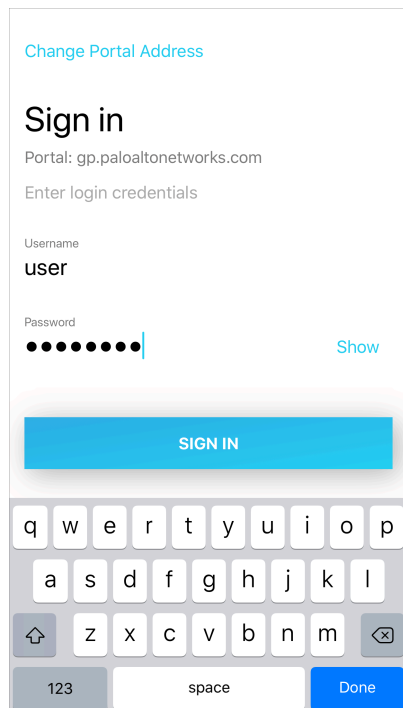 Change Portal Address
Sign in
Portal: gp.paloaltonetworks.com
Enter login credentials
Username
user
Password
●●●●●●●● Show
SIGN IN
q w e r t y u i o p
a s d f g h j k l
z x c v b n m
123 space Done